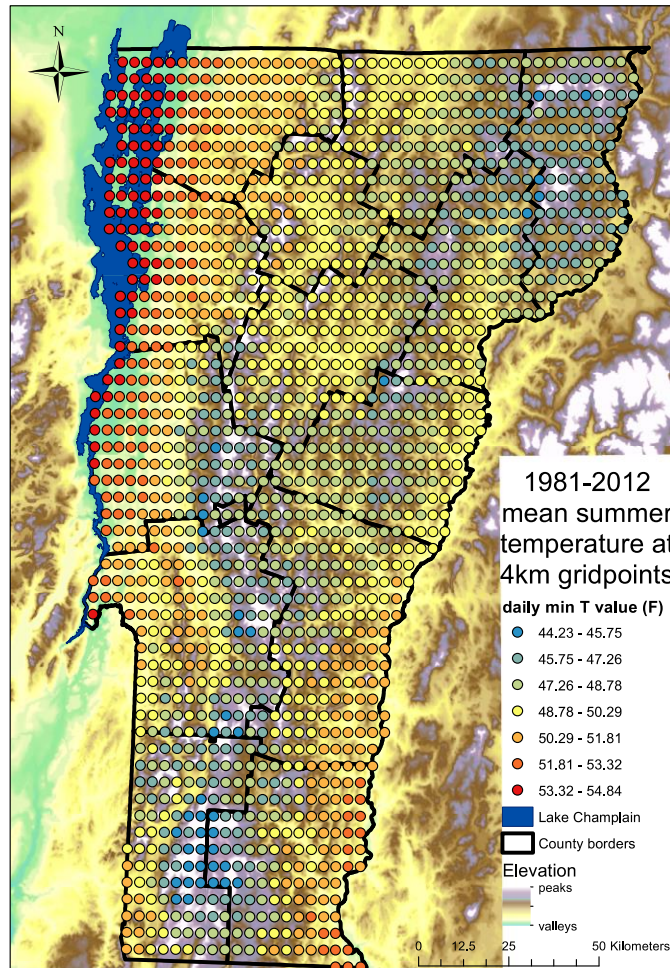 N
1981-2012
mean summer
temperature at
4km gridpoints
daily min T value (F)
44.23 - 45.75
45.75 - 47.26
47.26 - 48.78
48.78 - 50.29
50.29 - 51.81
51.81 - 53.32
53.32 - 54.84
Lake Champlain
County borders
Elevation
peaks
valleys
0 12.5 25 50 Kilometers